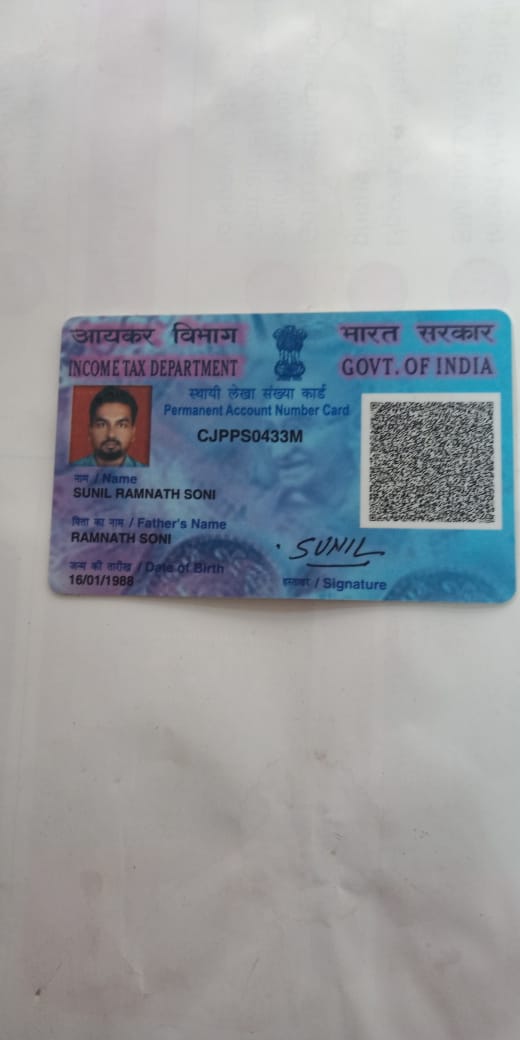 आयकर विभाग
INCOME TAX DEPARTMENT
भारत सरकार
GOVT. OF INDIA
स्थायी लेखा संख्या कार्ड
Permanent Account Number Card
CJPPS0433M
नाम / Name
SUNIL RAMNATH SONI
पिता का नाम / Father's Name
RAMNATH SONI
जन्म की तारीख / Date of Birth
16/01/1988
SUNIL
हस्ताक्षर / Signature